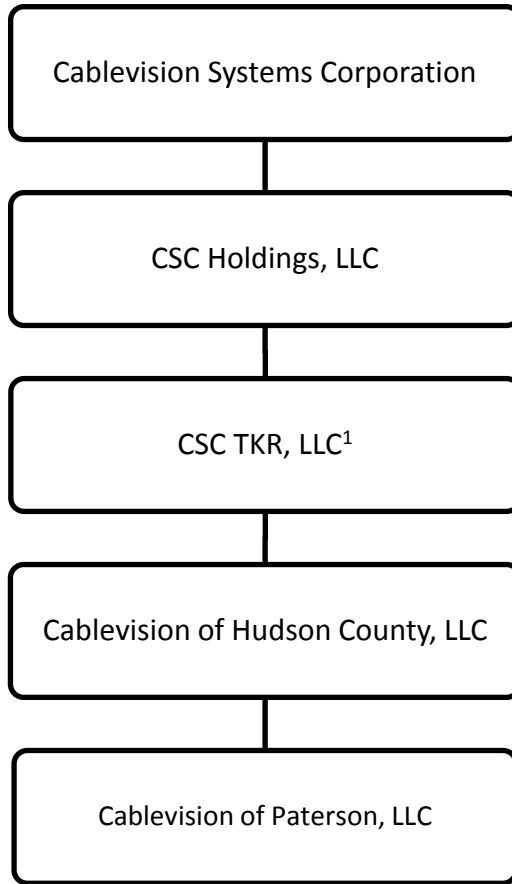 Cablevision Systems Corporation
CSC Holdings, LLC
CSC TKR, LLC¹
Cablevision of Hudson County, LLC
Cablevision of Paterson, LLC